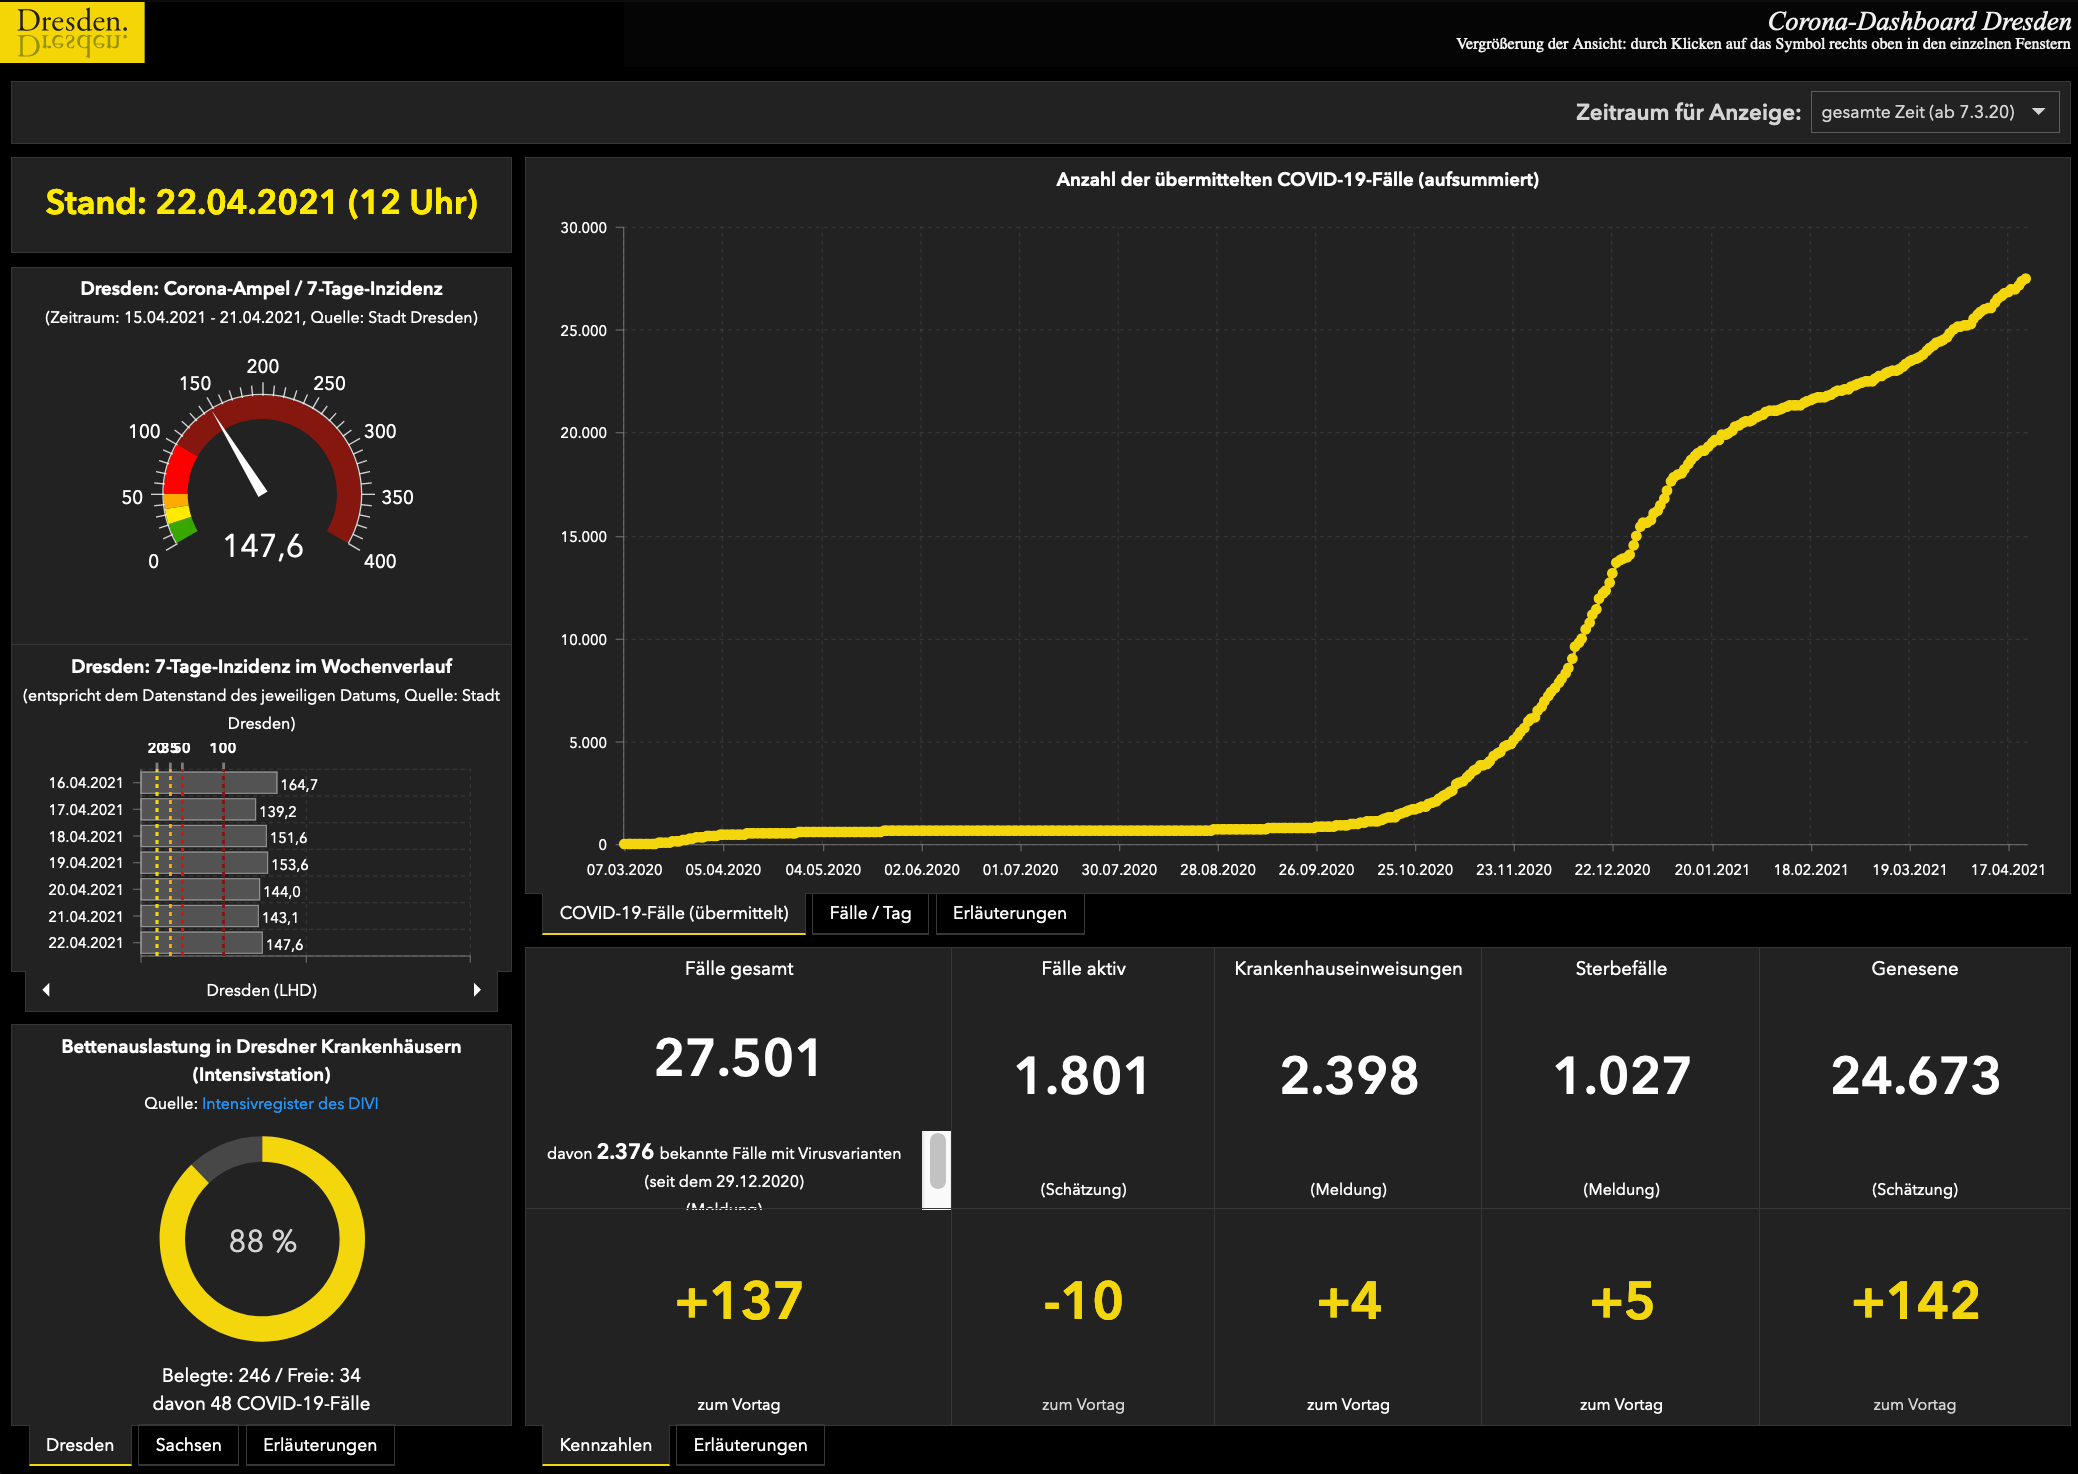 Dresden.
Dresden.
Corona-Dashboard Dresden
Vergrößerung der Ansicht: durch Klicken auf das Symbol rechts oben in den einzelnen Fenstern
Zeitraum für Anzeige: gesamte Zeit (ab 7.3.20)
Stand: 22.04.2021 (12 Uhr)
Dresden: Corona-Ampel / 7-Tage-Inzidenz
(Zeitraum: 15.04.2021 - 21.04.2021, Quelle: Stadt Dresden)
0
50
100
150
200
250
300
350
400
147,6
Dresden: 7-Tage-Inzidenz im Wochenverlauf
(entspricht dem Datenstand des jeweiligen Datums, Quelle: Stadt
Dresden)
20 35 50 100
16.04.2021 164,7
17.04.2021 139,2
18.04.2021 151,6
19.04.2021 153,6
20.04.2021 144,0
21.04.2021 143,1
22.04.2021 147,6
Dresden (LHD)
Bettenauslastung in Dresdner Krankenhäusern
(Intensivstation)
Quelle: Intensivregister des DIVI
88 %
Belegte: 246 / Freie: 34
davon 48 COVID-19-Fälle
Dresden Sachsen Erläuterungen
Anzahl der übermittelten COVID-19-Fälle (aufsummiert)
30.000
25.000
20.000
15.000
10.000
5.000
0
07.03.2020 05.04.2020 04.05.2020 02.06.2020 01.07.2020 30.07.2020 28.08.2020 26.09.2020 25.10.2020 23.11.2020 22.12.2020 20.01.2021 18.02.2021 19.03.2021 17.04.2021
COVID-19-Fälle (übermittelt) Fälle / Tag Erläuterungen
Fälle gesamt
27.501
davon 2.376 bekannte Fälle mit Virusvarianten
(seit dem 29.12.2020)
(Meldung)
+137
zum Vortag
Fälle aktiv
1.801
(Schätzung)
-10
zum Vortag
Krankenhauseinweisungen
2.398
(Meldung)
+4
zum Vortag
Sterbefälle
1.027
(Meldung)
+5
zum Vortag
Genesene
24.673
(Schätzung)
+142
zum Vortag
Kennzahlen Erläuterungen